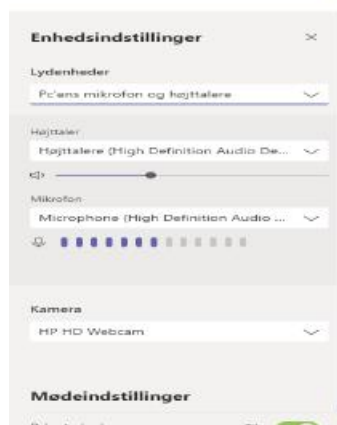 Enhedsindstillinger
Lydenheder
Pc'ens mikrofon og højttalere
Højttaler
Højttalere (High Definition Audio De...
Mikrofon
Microphone (High Definition Audio ...
Kamera
HP HD Webcam
Mødeindstillinger